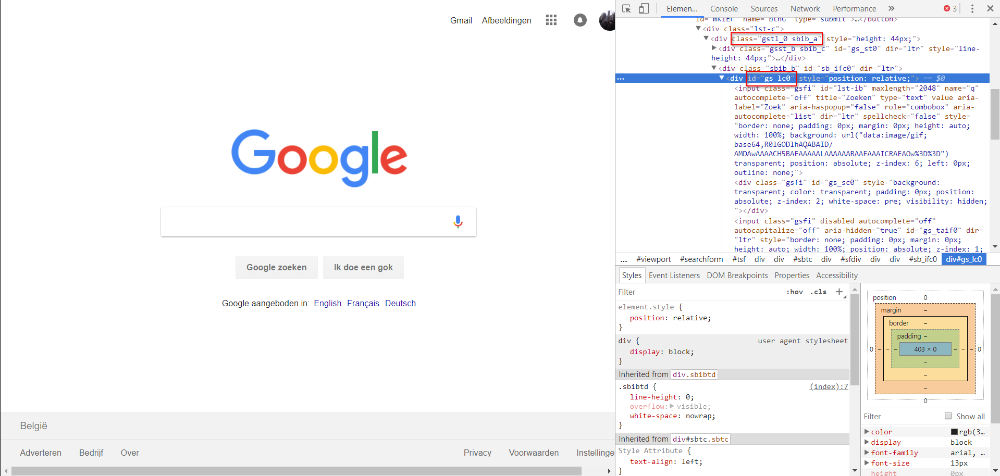 Gmail Afbeeldingen
Google
Google zoeken Ik doe een gok
Google aangeboden in: English Français Deutsch
België
Adverteren Bedrijf Over Privacy Voorwaarden Instellinge
Elemen... Console Sources Network Performance » 3
id="mKlEF" name="btnG" type="submit">…</button>
<div class="lst-c">
<div class="gstl_0 sbib_a" style="height: 44px;">
<div class="gsst_b sbib_c" id="gs_st0" dir="ltr" style="line-
height: 44px;">…</div>
<div class="sbib_b" id="sb_ifc0" dir="ltr">
… <div id="gs_lc0" style="position: relative;"> == $0
<input class="gsfi" id="lst-ib" maxlength="2048" name="q"
autocomplete="off" title="Zoeken" type="text" value aria-
label="Zoek" aria-haspopup="false" role="combobox" aria-
autocomplete="list" dir="ltr" spellcheck="false" style=
"border: none; padding: 0px; margin: 0px; height: auto;
width: 100%; background: url("data:image/gif;
base64,R0lGODlhAQABAID/
AMDAwAAAACH5BAEAAAAALAAAAAABAAEAAAICRAEAOw%3D%3D")
transparent; position: absolute; z-index: 6; left: 0px;
outline: none;">
<div class="gsfi" id="gs_sc0" style="background:
transparent; color: transparent; padding: 0px; position:
absolute; z-index: 2; white-space: pre; visibility: hidden;
"></div>
<input class="gsfi" disabled autocomplete="off"
autocapitalize="off" aria-hidden="true" id="gs_taif0" dir=
"ltr" style="border: none; padding: 0px; margin: 0px;
height: auto; width: 100%; position: absolute; z-index: 1;
... #viewport #searchform #tsf div div #sbtc div #sfdiv div div #sb_ifc0 div#gs_lc0
Styles Event Listeners DOM Breakpoints Properties Accessibility
Filter :hov .cls +
element.style {
position: relative;
}
div { user agent stylesheet
display: block;
}
Inherited from div.sbibtd
.sbibtd { (index):7
line-height: 0;
overflow: visible;
white-space: nowrap;
}
Inherited from div#sbtc.sbtc
Style Attribute {
text-align: left;
}
position 0
margin –
border –
padding –
0 – – – 403 × 0 – – – 0
–
–
–
0
Filter Show all
color rgb(3…
display block
font-family arial, …
font-size 13px
height 0px